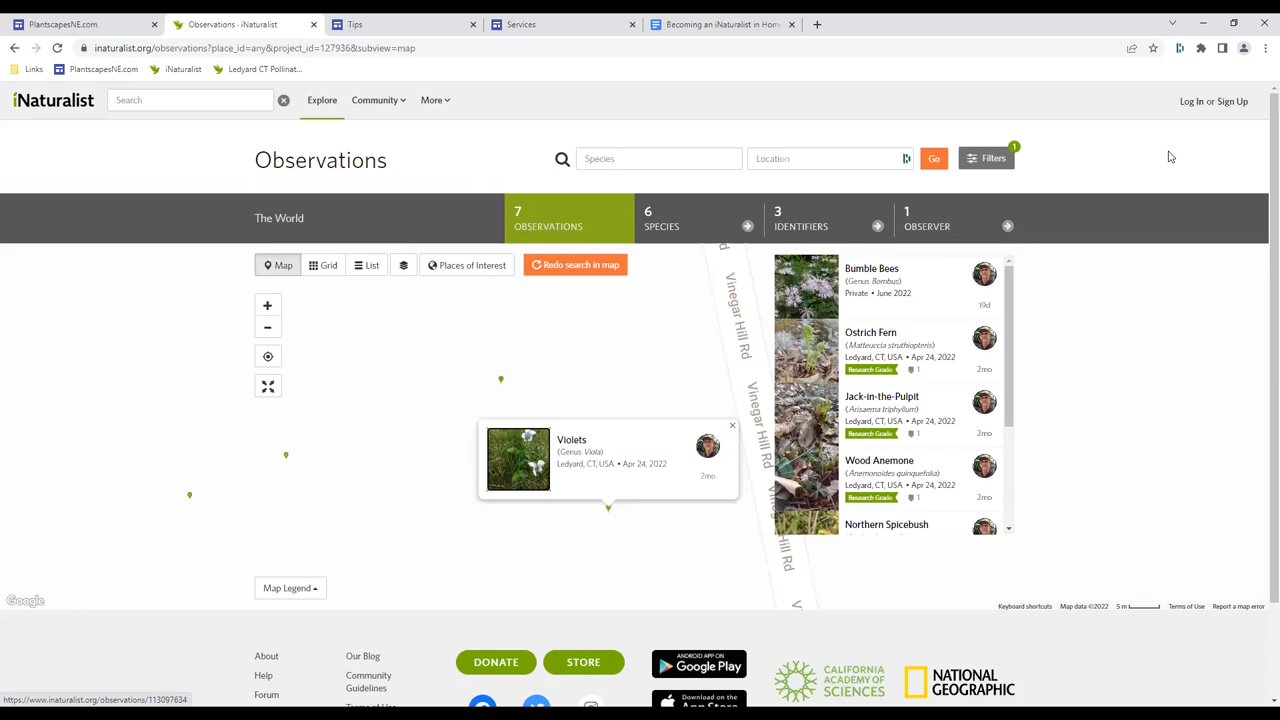 PlantscapesNE.com
Observations · iNaturalist
Tips
Services
Becoming an iNaturalist in Hom
inaturalist.org/observations?place_id=any&project_id=127936&subview=map
Links
PlantscapesNE.com
iNaturalist
Ledyard CT Pollinat...
iNaturalist
Search
Explore
Community
More
Log In or Sign Up
Observations
Species
Location
Go
Filters
1
The World
7
OBSERVATIONS
6
SPECIES
3
IDENTIFIERS
1
OBSERVER
Map
Grid
List
Places of Interest
Redo search in map
+
−
Vinegar Hill Rd
Vinegar Hill Rd
Hill Rd
Violets
(Genus Viola)
Ledyard, CT, USA • Apr 24, 2022
2mo
Bumble Bees
(Genus Bombus)
Private • June 2022
19d
Ostrich Fern
(Matteuccia struthiopteris)
Ledyard, CT, USA • Apr 24, 2022
Research Grade 1
2mo
Jack-in-the-Pulpit
(Arisaema triphyllum)
Ledyard, CT, USA • Apr 24, 2022
Research Grade 1
2mo
Wood Anemone
(Anemonoides quinquefolia)
Ledyard, CT, USA • Apr 24, 2022
Research Grade 1
2mo
Northern Spicebush
Map Legend
Google
Keyboard shortcuts
Map data ©2022
5 m
Terms of Use
Report a map error
About
Help
Forum
Our Blog
Community
Guidelines
DONATE
STORE
ANDROID APP ON
Google Play
Download on the
CALIFORNIA
ACADEMY OF
SCIENCES
NATIONAL
GEOGRAPHIC
https://www.inaturalist.org/observations/113097634